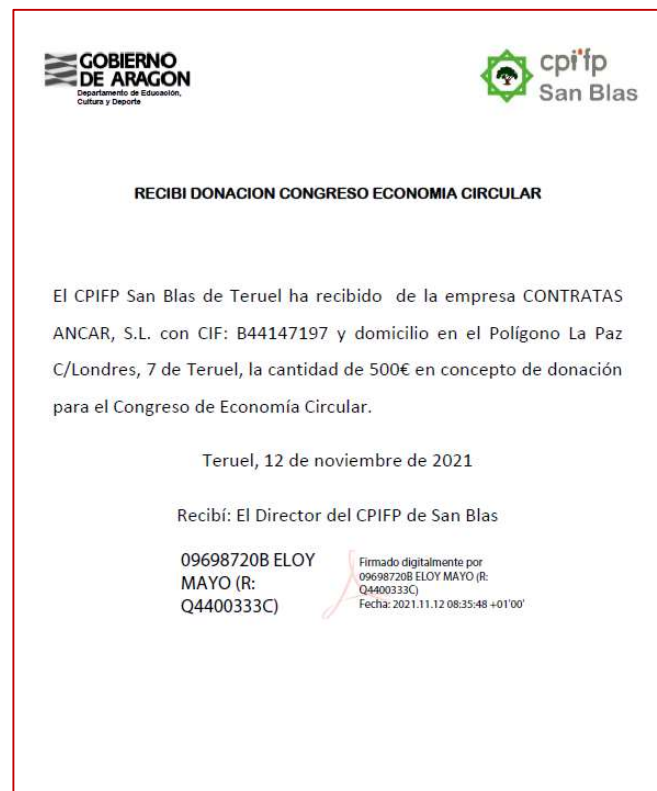 GOBIERNO
DE ARAGON
Departamento de Educación,
Cultura y Deporte
cpifp
San Blas
RECIBI DONACION CONGRESO ECONOMIA CIRCULAR
El CPIFP San Blas de Teruel ha recibido de la empresa CONTRATAS
ANCAR, S.L. con CIF: B44147197 y domicilio en el Polígono La Paz
C/Londres, 7 de Teruel, la cantidad de 500€ en concepto de donación
para el Congreso de Economía Circular.
Teruel, 12 de noviembre de 2021
Recibí: El Director del CPIFP de San Blas
09698720B ELOY
MAYO (R:
Q4400333C)
Firmado digitalmente por
09698720B ELOY MAYO (R:
Q4400333C)
Fecha: 2021.11.12 08:35:48 +01'00'